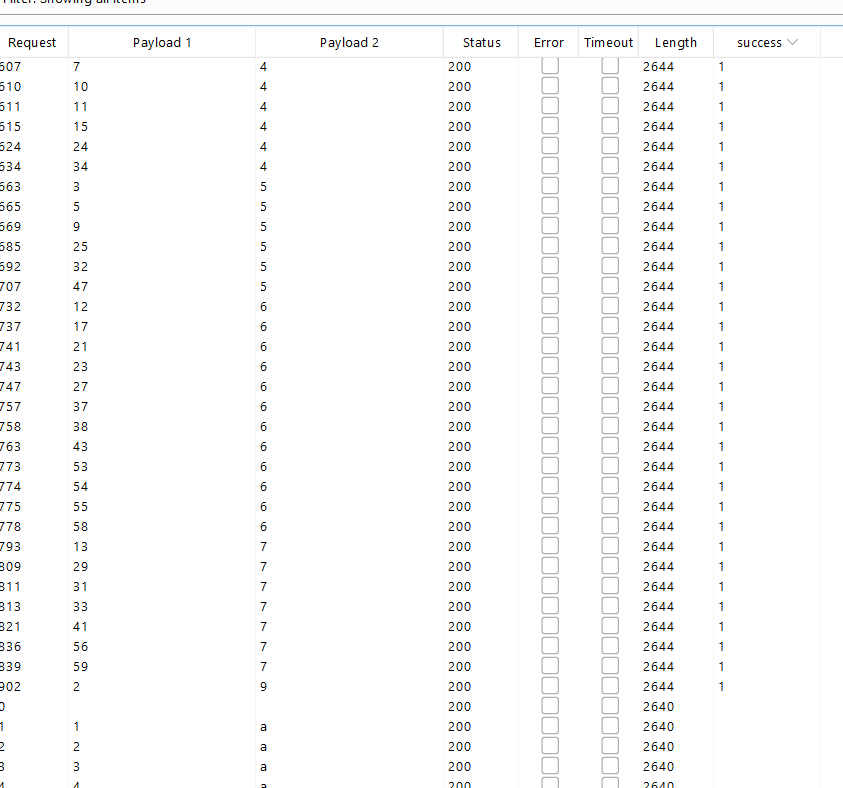 Filter: Showing all items
Request Payload 1 Payload 2 Status Error Timeout Length success
607 7 4 200 2644 1
610 10 4 200 2644 1
611 11 4 200 2644 1
615 15 4 200 2644 1
624 24 4 200 2644 1
634 34 4 200 2644 1
663 3 5 200 2644 1
665 5 5 200 2644 1
669 9 5 200 2644 1
685 25 5 200 2644 1
692 32 5 200 2644 1
707 47 5 200 2644 1
732 12 6 200 2644 1
737 17 6 200 2644 1
741 21 6 200 2644 1
743 23 6 200 2644 1
747 27 6 200 2644 1
757 37 6 200 2644 1
758 38 6 200 2644 1
763 43 6 200 2644 1
773 53 6 200 2644 1
774 54 6 200 2644 1
775 55 6 200 2644 1
778 58 6 200 2644 1
793 13 7 200 2644 1
809 29 7 200 2644 1
811 31 7 200 2644 1
813 33 7 200 2644 1
821 41 7 200 2644 1
836 56 7 200 2644 1
839 59 7 200 2644 1
902 2 9 200 2644 1
0 200 2640
1 1 a 200 2640
2 2 a 200 2640
3 3 a 200 2640
4 4 a 200 2640